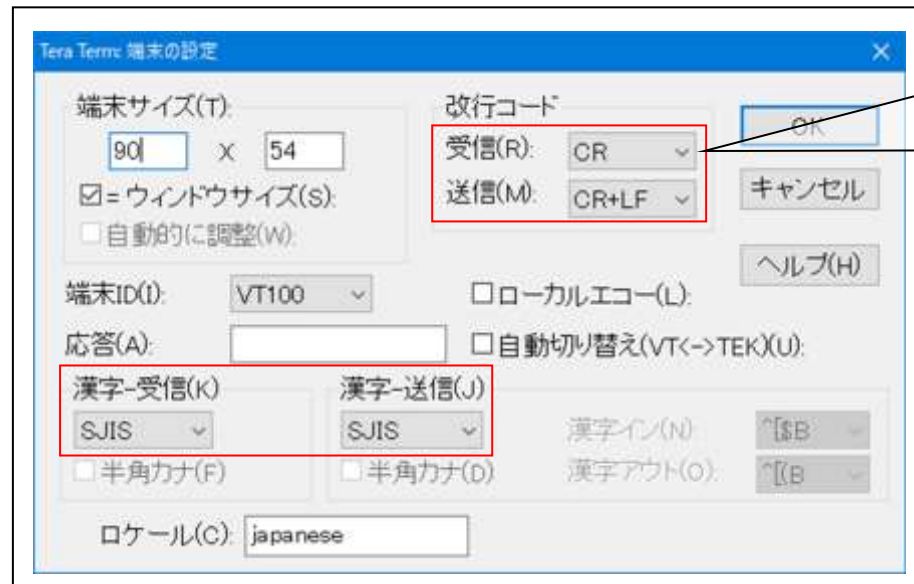 Tera Term: 端末の設定
端末サイズ(T):
90 X 54
=ウィンドウサイズ(S):
自動的に調整(W):
改行コード
受信(R): CR
送信(M): CR+LF
OK
キャンセル
ヘルプ(H)
端末ID(I): VT100
ローカルエコー(L):
応答(A):
自動切り替え(VT<->TEK)(U):
漢字-受信(K)
SJIS
半角カナ(F)
漢字-送信(J)
SJIS
半角カナ(D)
漢字イン(N) ^[$B
漢字アウト(O): ^[(B
ロケール(C): japanese